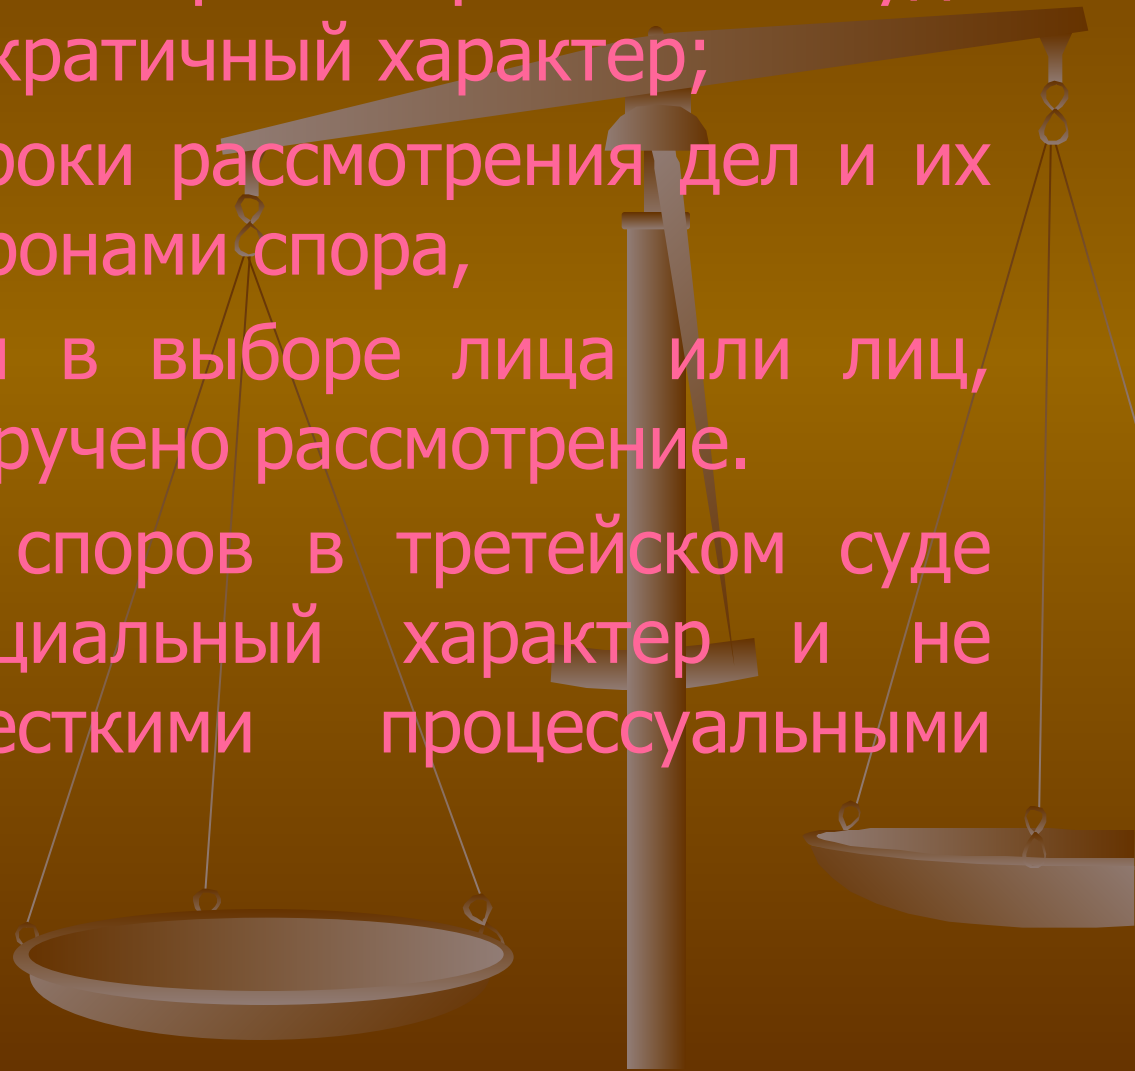 кратичный характер;
роки рассмотрения дел и их
ронами спора,
в выборе лица или лиц,
ручено рассмотрение.
споров в третейском суде
циальный характер и не
есткими процессуальными